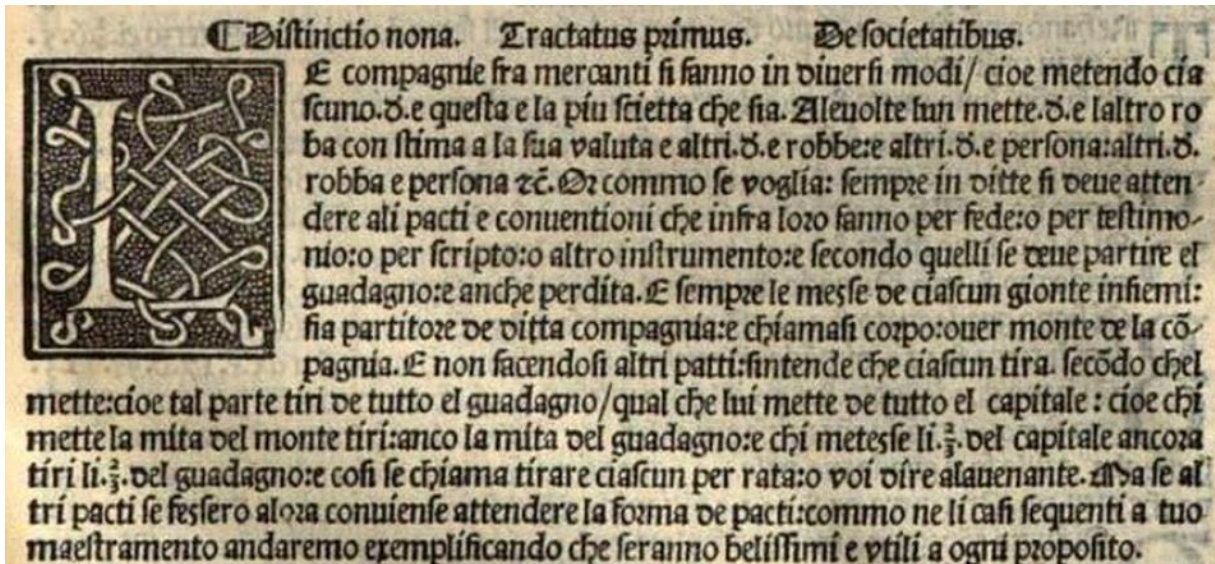 ¶ Distinctio nona. Tractatus primus. De societatibus.
LE compagnie fra mercanti si fanno in diuersi modi/ cioe metendo cia
scuno.đ.e questa e la piu scietta che sia. Aleuolte lun mette.đ.e laltro ro
ba con stima a la sua valuta e altri.đ.e robbe:e altri.đ.e persona:altri.đ.
robba e persona ⁊c̄. Or commo se voglia: sempre in ditte si deue atten-
dere ali pacti e conuentioni che infra loro fanno per fede:o per testimo-
nio:o per scripto:o altro instrumento:e secondo quelli se deue partire el
guadagno:e anche perdita. E sempre le messe de ciascun gionte insiemi:
sia partitore de ditta compagnia:e chiamasi corpo:ouer monte de la cō-
pagnia. E non facendosi altri patti:sintende che ciascun tira. secōdo chel
mette:cioe tal parte tiri de tutto el guadagno/qual che lui mette de tutto el capitale : cioe chi
mette la mita del monte tiri:anco la mita del guadagno:e chi metesse li.⅔. del capitale ancora
tiri li.⅔.del guadagno:e cosi se chiama tirare ciascun per rata:o voi dire alauenante. Ma se al
tri pacti se fessero alora conuiense attendere la forma de pacti:commo ne li casi sequenti a tuo
maestramento andaremo exemplificando che seranno belissimi e vtili a ogni proposito.